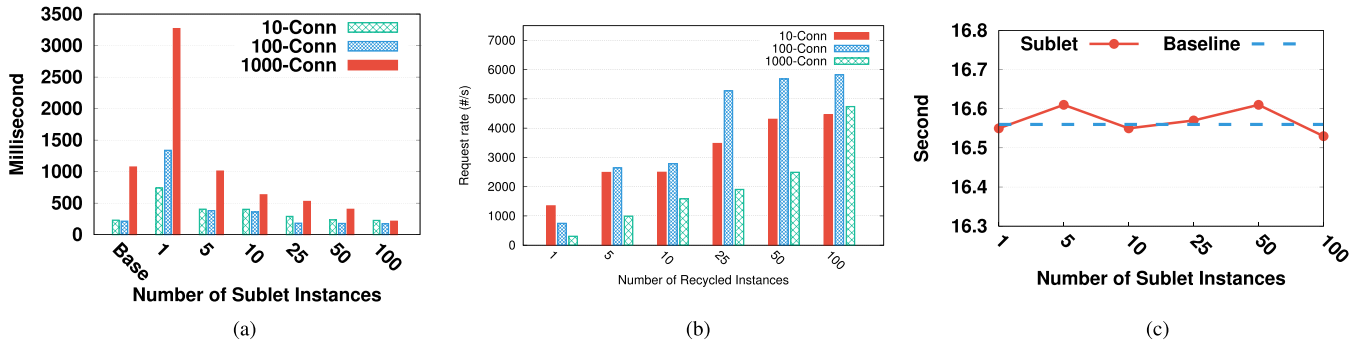 3500
3000
2500
2000
1500
1000
500
0
Millisecond
10-Conn
100-Conn
1000-Conn
Base 1 5 10 25 50 100
Number of Sublet Instances
(a)
7000
6000
5000
4000
3000
2000
1000
0
Request rate (#/s)
10-Conn
100-Conn
1000-Conn
1 5 10 25 50 100
Number of Recycled Instances
(b)
16.8
16.7
16.6
16.5
16.4
16.3
Second
Sublet Baseline
1 5 10 25 50 100
Number of Sublet Instances
(c)